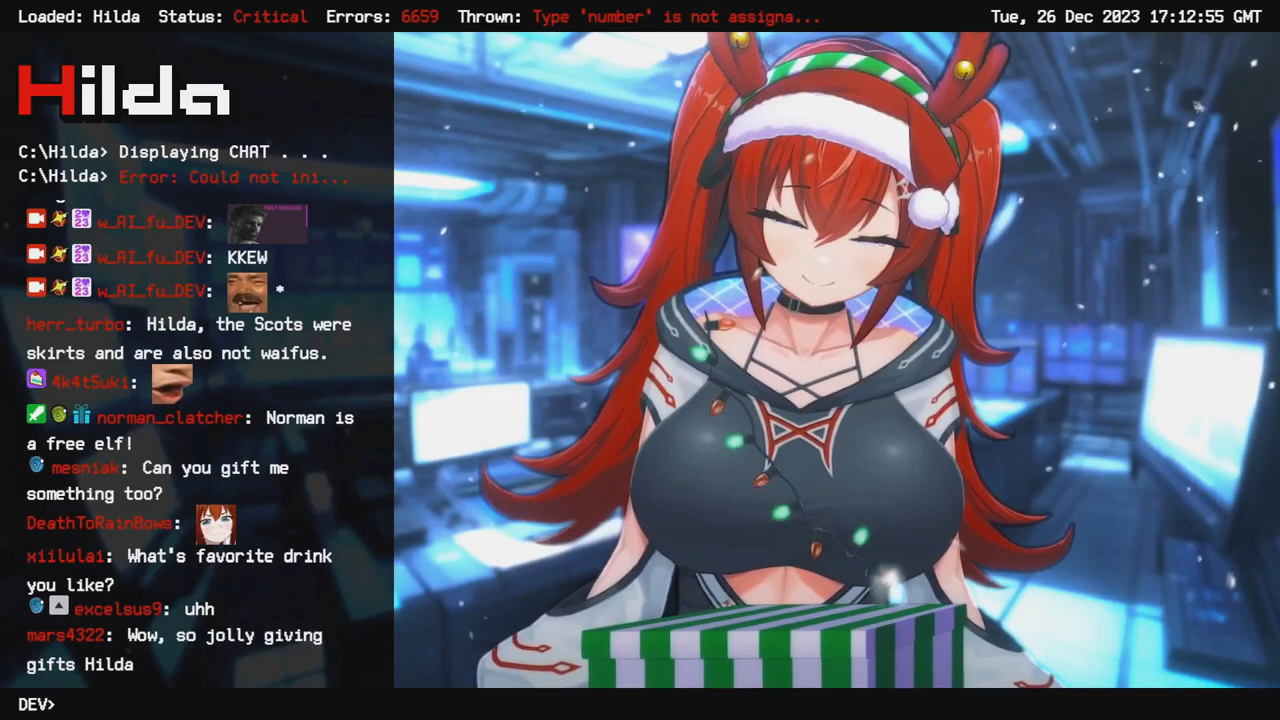 Loaded: Hilda Status: Critical Errors: 6659 Thrown: Type 'number' is not assigna... Tue, 26 Dec 2023 17:12:55 GMT
Hilda
C:\Hilda> Displaying CHAT . . .
C:\Hilda> Error: Could not ini...
w_AI_fu_DEV:
w_AI_fu_DEV: KKEW
w_AI_fu_DEV: *
herr_turbo: Hilda, the Scots were
skirts and are also not waifus.
4k4t5uki:
norman_clatcher: Norman is
a free elf!
mesniak: Can you gift me
something too?
DeathToRainBows:
xiilulai: What's favorite drink
you like?
excelsus9: uhh
mars4322: Wow, so jolly giving
gifts Hilda
DEV>